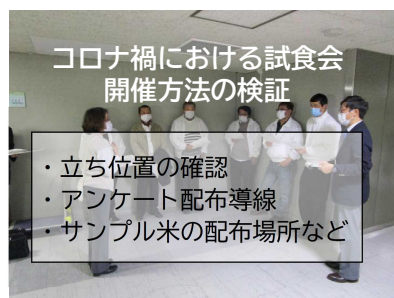 コロナ禍における試食会
開催方法の検証
・立ち位置の確認
・アンケート配布導線
・サンプル米の配布場所など